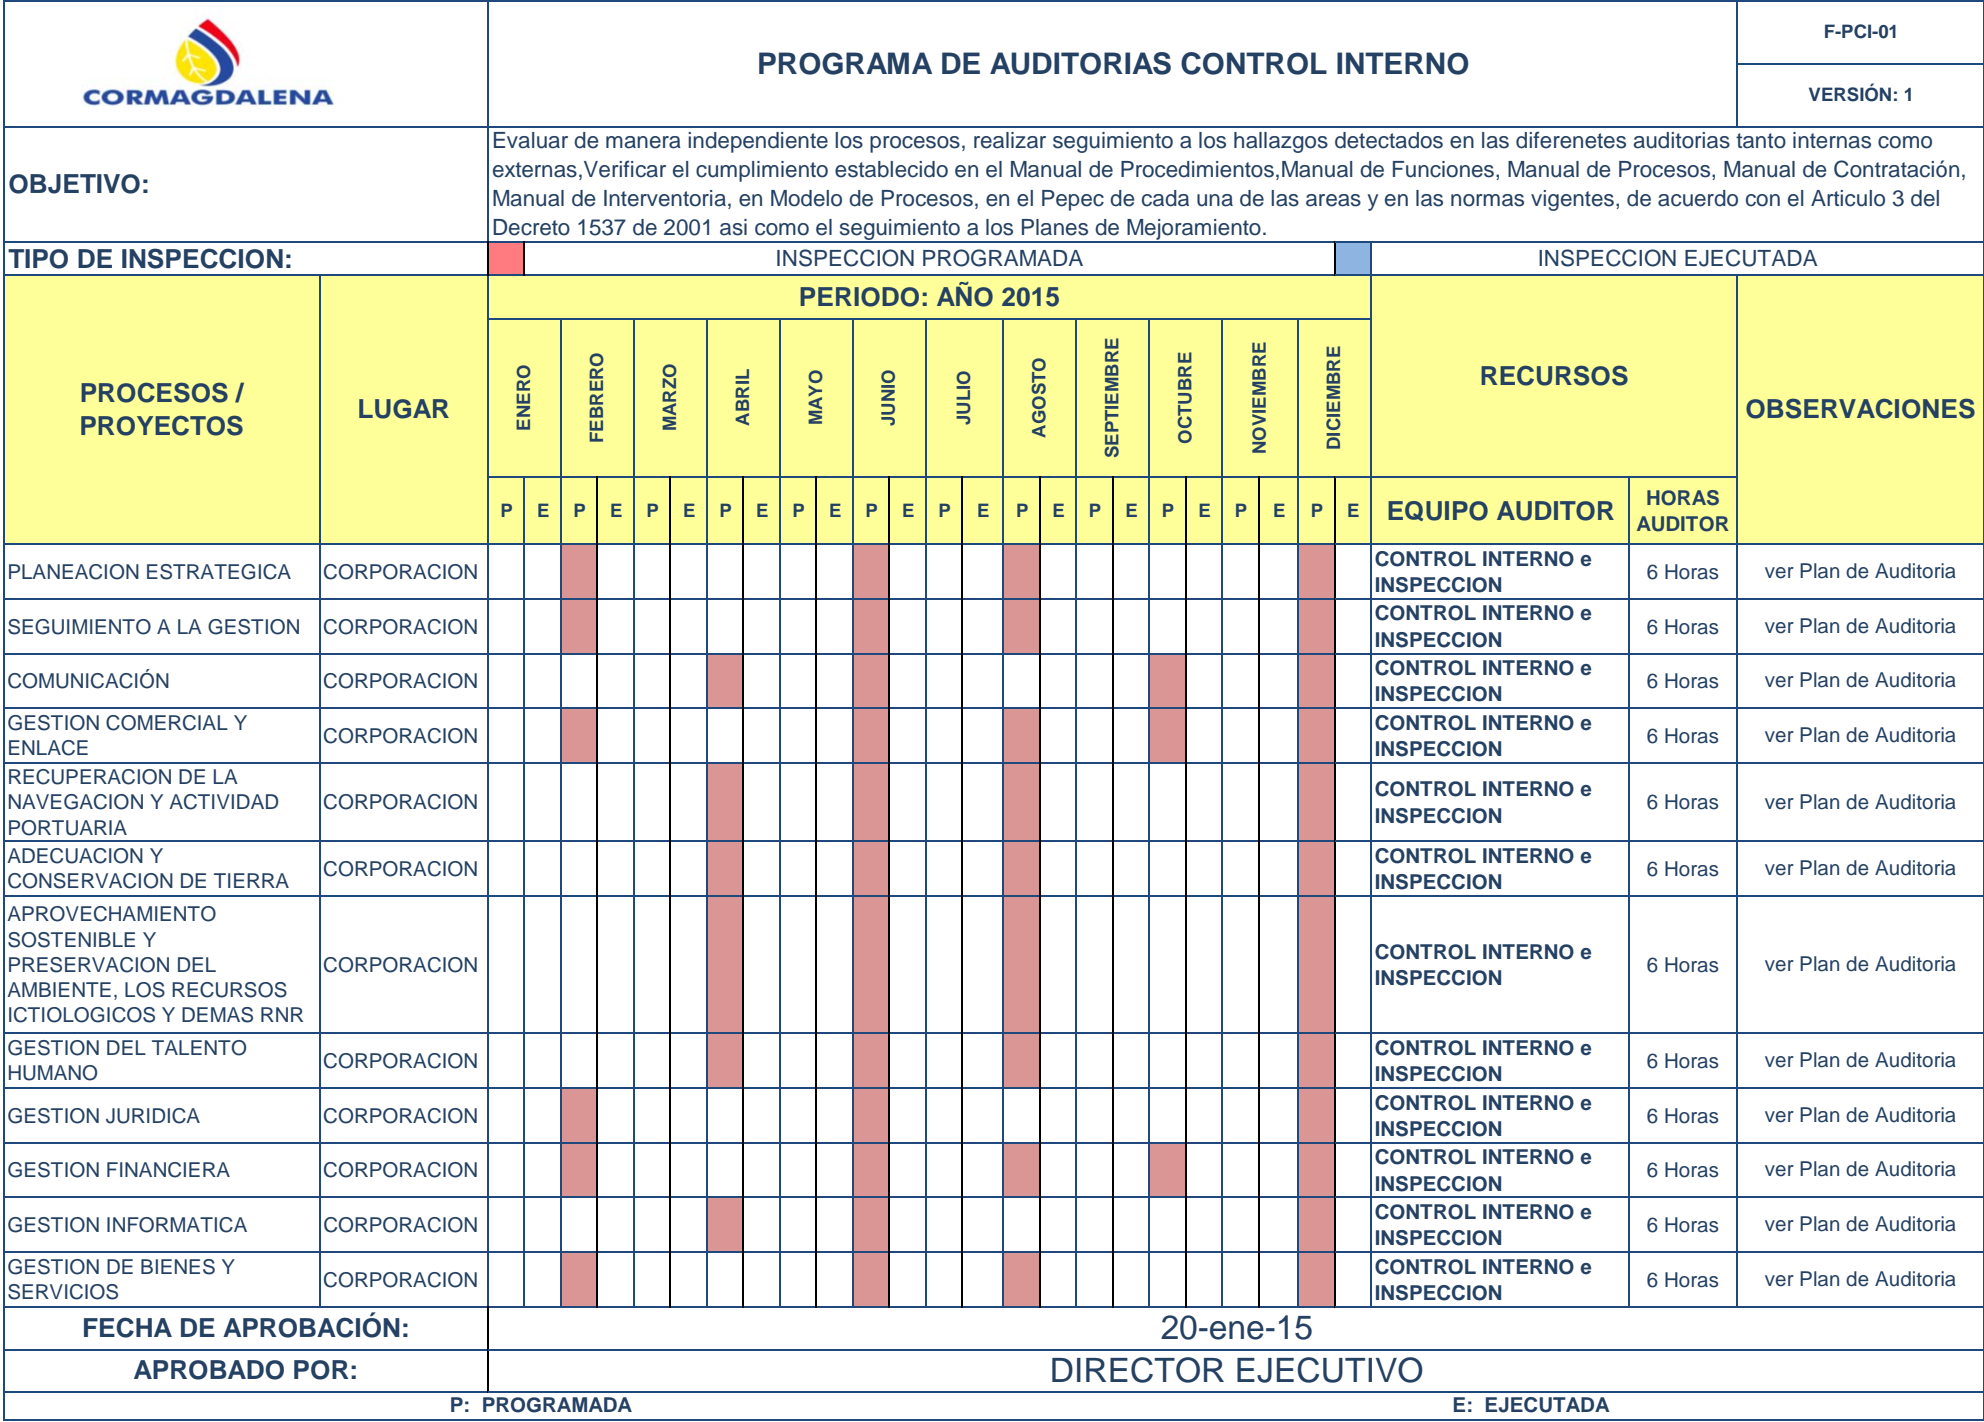 CORMAGDALENA
PROGRAMA DE AUDITORIAS CONTROL INTERNO
F-PCI-01
VERSIÓN: 1
OBJETIVO:
Evaluar de manera independiente los procesos, realizar seguimiento a los hallazgos detectados en las diferenetes auditorias tanto internas como
externas,Verificar el cumplimiento establecido en el Manual de Procedimientos,Manual de Funciones, Manual de Procesos, Manual de Contratación,
Manual de Interventoria, en Modelo de Procesos, en el Pepec de cada una de las areas y en las normas vigentes, de acuerdo con el Articulo 3 del
Decreto 1537 de 2001 asi como el seguimiento a los Planes de Mejoramiento.
TIPO DE INSPECCION:
INSPECCION PROGRAMADA
INSPECCION EJECUTADA
PROCESOS /
PROYECTOS
LUGAR
PERIODO: AÑO 2015
ENERO
FEBRERO
MARZO
ABRIL
MAYO
JUNIO
JULIO
AGOSTO
SEPTIEMBRE
OCTUBRE
NOVIEMBRE
DICIEMBRE
RECURSOS
OBSERVACIONES
P E P E P E P E P E P E P E P E P E P E P E P E
EQUIPO AUDITOR
HORAS
AUDITOR
PLANEACION ESTRATEGICA
CORPORACION
CONTROL INTERNO e
INSPECCION
6 Horas
ver Plan de Auditoria
SEGUIMIENTO A LA GESTION
CORPORACION
CONTROL INTERNO e
INSPECCION
6 Horas
ver Plan de Auditoria
COMUNICACIÓN
CORPORACION
CONTROL INTERNO e
INSPECCION
6 Horas
ver Plan de Auditoria
GESTION COMERCIAL Y
ENLACE
CORPORACION
CONTROL INTERNO e
INSPECCION
6 Horas
ver Plan de Auditoria
RECUPERACION DE LA
NAVEGACION Y ACTIVIDAD
PORTUARIA
CORPORACION
CONTROL INTERNO e
INSPECCION
6 Horas
ver Plan de Auditoria
ADECUACION Y
CONSERVACION DE TIERRA
CORPORACION
CONTROL INTERNO e
INSPECCION
6 Horas
ver Plan de Auditoria
APROVECHAMIENTO
SOSTENIBLE Y
PRESERVACION DEL
AMBIENTE, LOS RECURSOS
ICTIOLOGICOS Y DEMAS RNR
CORPORACION
CONTROL INTERNO e
INSPECCION
6 Horas
ver Plan de Auditoria
GESTION DEL TALENTO
HUMANO
CORPORACION
CONTROL INTERNO e
INSPECCION
6 Horas
ver Plan de Auditoria
GESTION JURIDICA
CORPORACION
CONTROL INTERNO e
INSPECCION
6 Horas
ver Plan de Auditoria
GESTION FINANCIERA
CORPORACION
CONTROL INTERNO e
INSPECCION
6 Horas
ver Plan de Auditoria
GESTION INFORMATICA
CORPORACION
CONTROL INTERNO e
INSPECCION
6 Horas
ver Plan de Auditoria
GESTION DE BIENES Y
SERVICIOS
CORPORACION
CONTROL INTERNO e
INSPECCION
6 Horas
ver Plan de Auditoria
FECHA DE APROBACIÓN:
20-ene-15
APROBADO POR:
DIRECTOR EJECUTIVO
P: PROGRAMADA
E: EJECUTADA